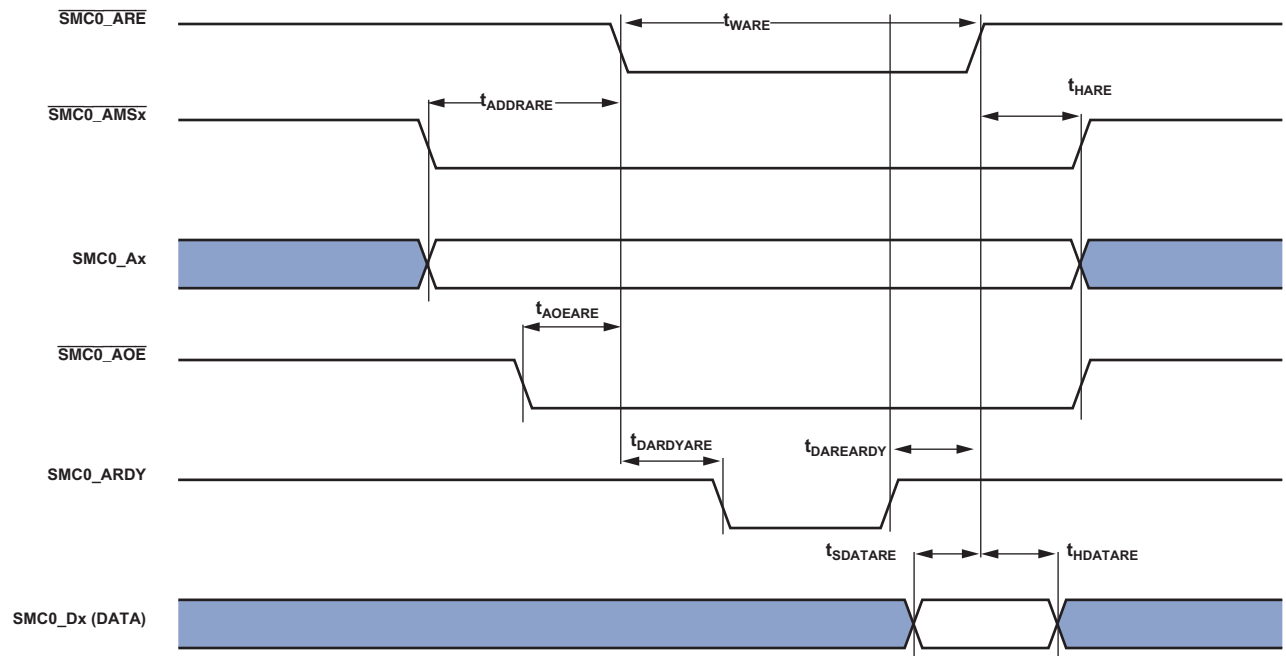 SMC0_ARE
tWARE
tHARE
tADDRARE
SMC0_AMSx
SMC0_Ax
tAOEARE
SMC0_AOE
tDARDYARE
tDAREARDY
SMC0_ARDY
tSDATARE
tHDATARE
SMC0_Dx (DATA)